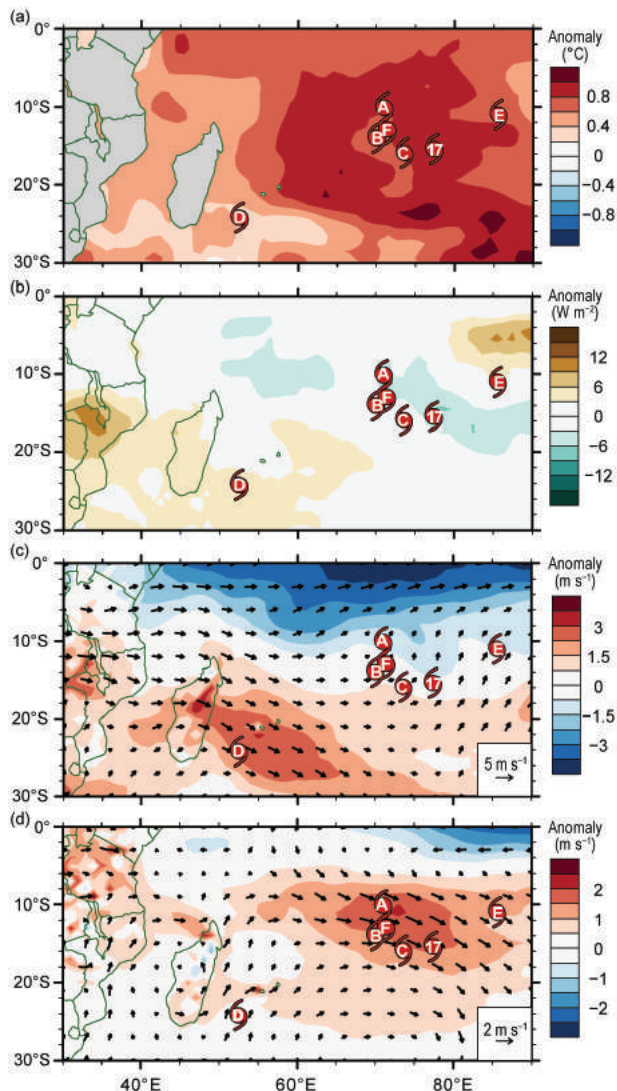 (a)
0°
10°S
20°S
30°S
A
B
F
C
17
E
D
Anomaly
(°C)
0.8
0.4
0
−0.4
−0.8
(b)
0°
10°S
20°S
30°S
A
B
F
C
17
E
D
Anomaly
(W m⁻²)
12
6
0
−6
−12
(c)
0°
10°S
20°S
30°S
A
B
F
C
17
E
D
5 m s⁻¹
Anomaly
(m s⁻¹)
3
1.5
0
−1.5
−3
(d)
0°
10°S
20°S
30°S
A
B
F
C
17
E
D
2 m s⁻¹
Anomaly
(m s⁻¹)
2
1
0
−1
−2
40°E 60°E 80°E